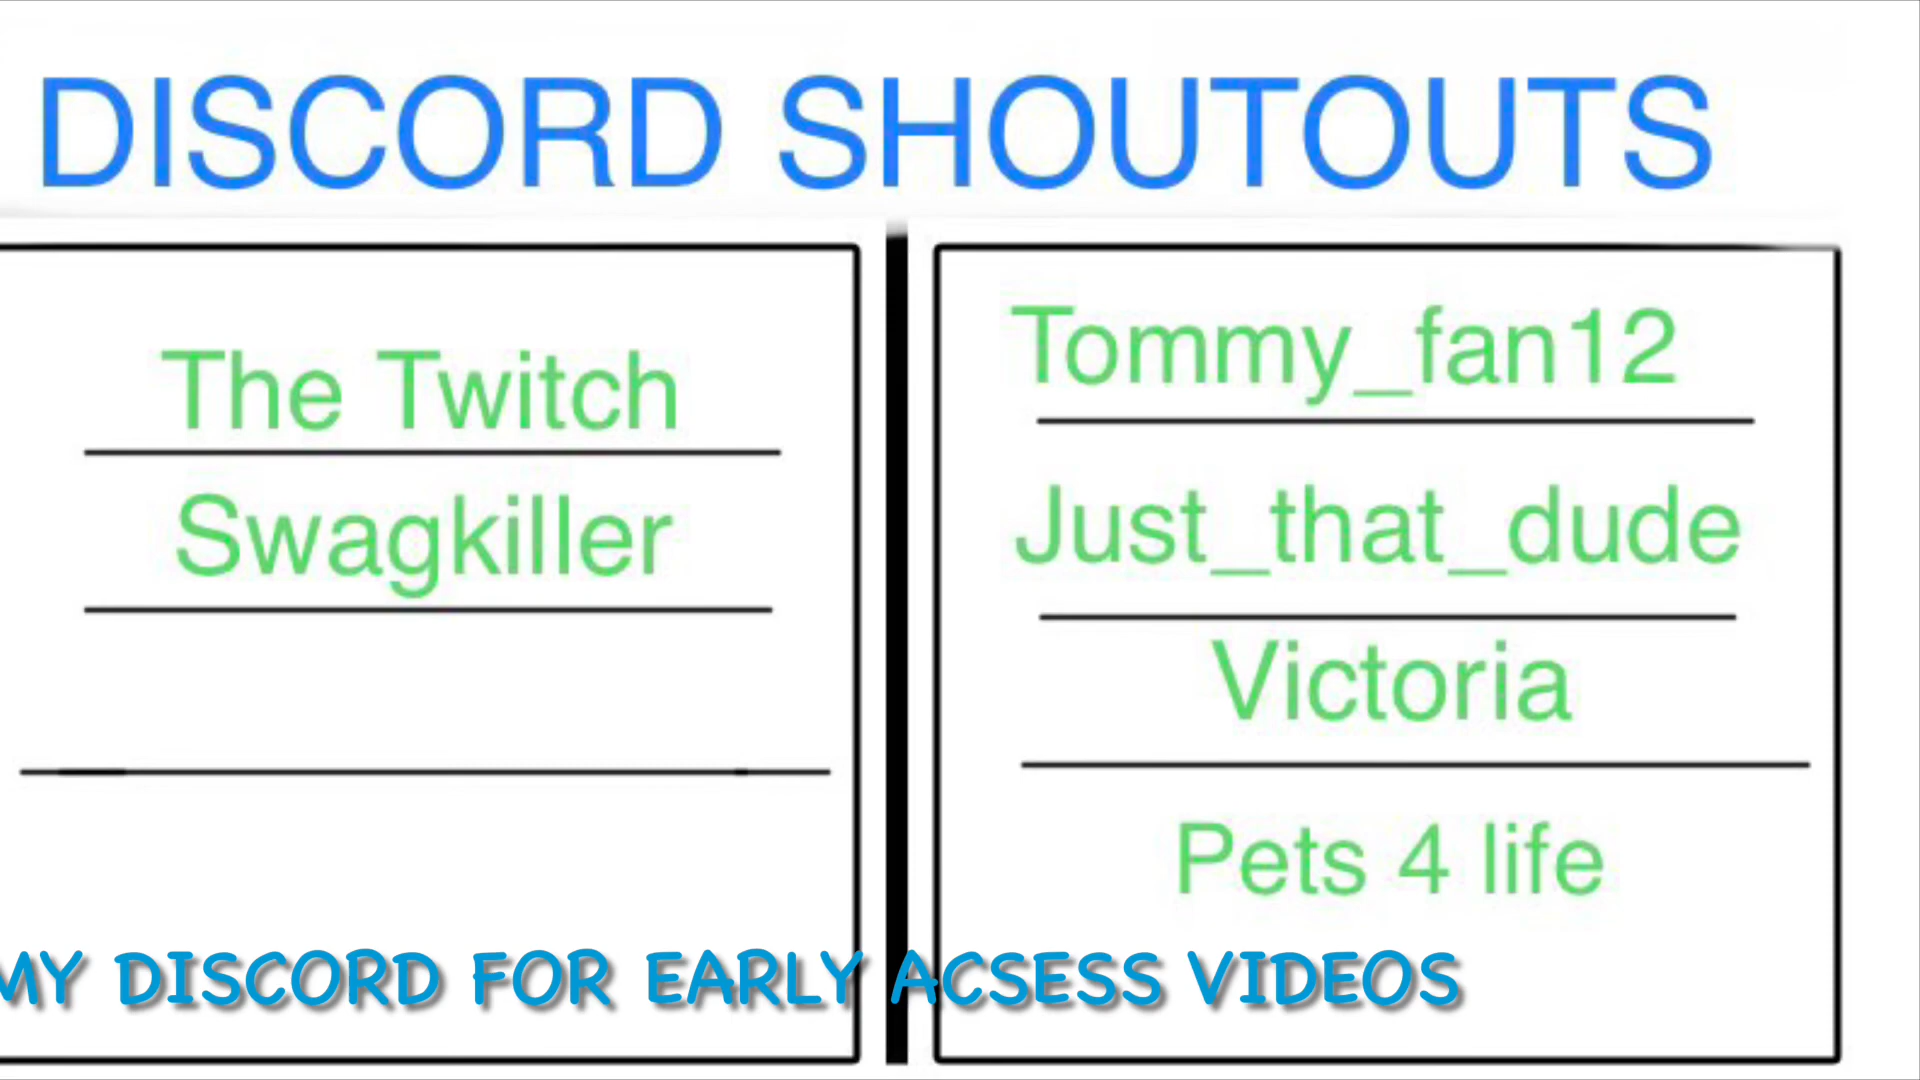 DISCORD SHOUTOUTS
The Twitch
Swagkiller
Tommy_fan12
Just_that_dude
Victoria
Pets 4 life
MY DISCORD FOR EARLY ACSESS VIDEOS